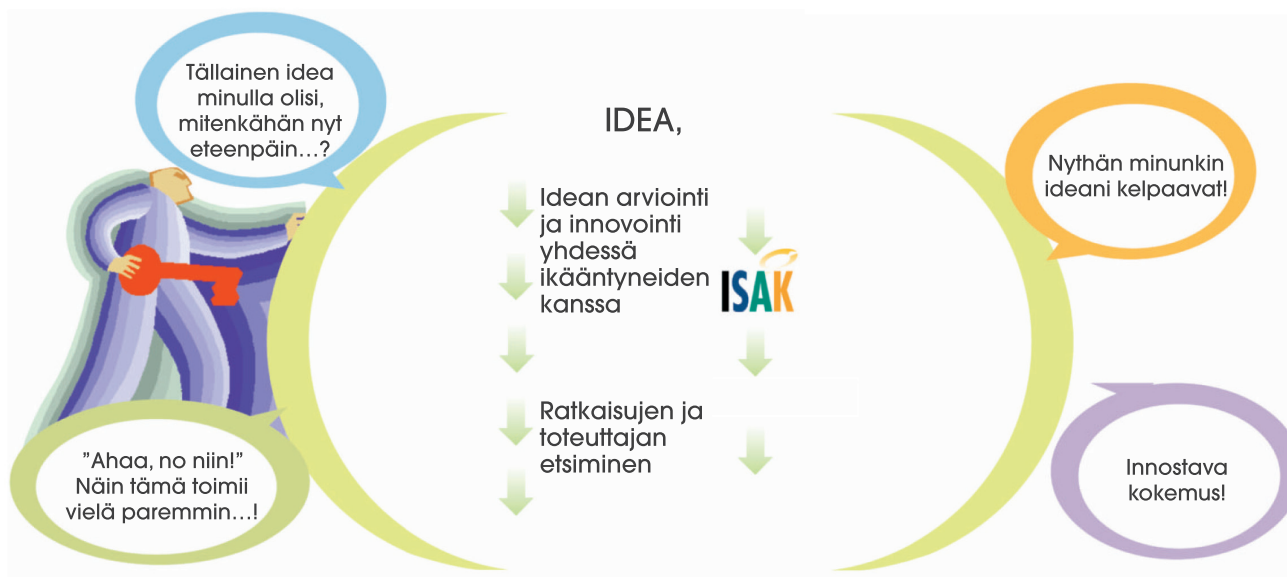 Tällainen idea
minulla olisi,
mitenkähän nyt
eteenpäin...?
IDEA,
Nythän minunkin
ideani kelpaavat!
Idean arviointi
ja innovointi
yhdessä
ikääntyneiden
kanssa
ISAK
Ratkaisujen ja
toteuttajan
etsiminen
”Ahaa, no niin!”
Näin tämä toimii
vielä paremmin...!
Innostava
kokemus!